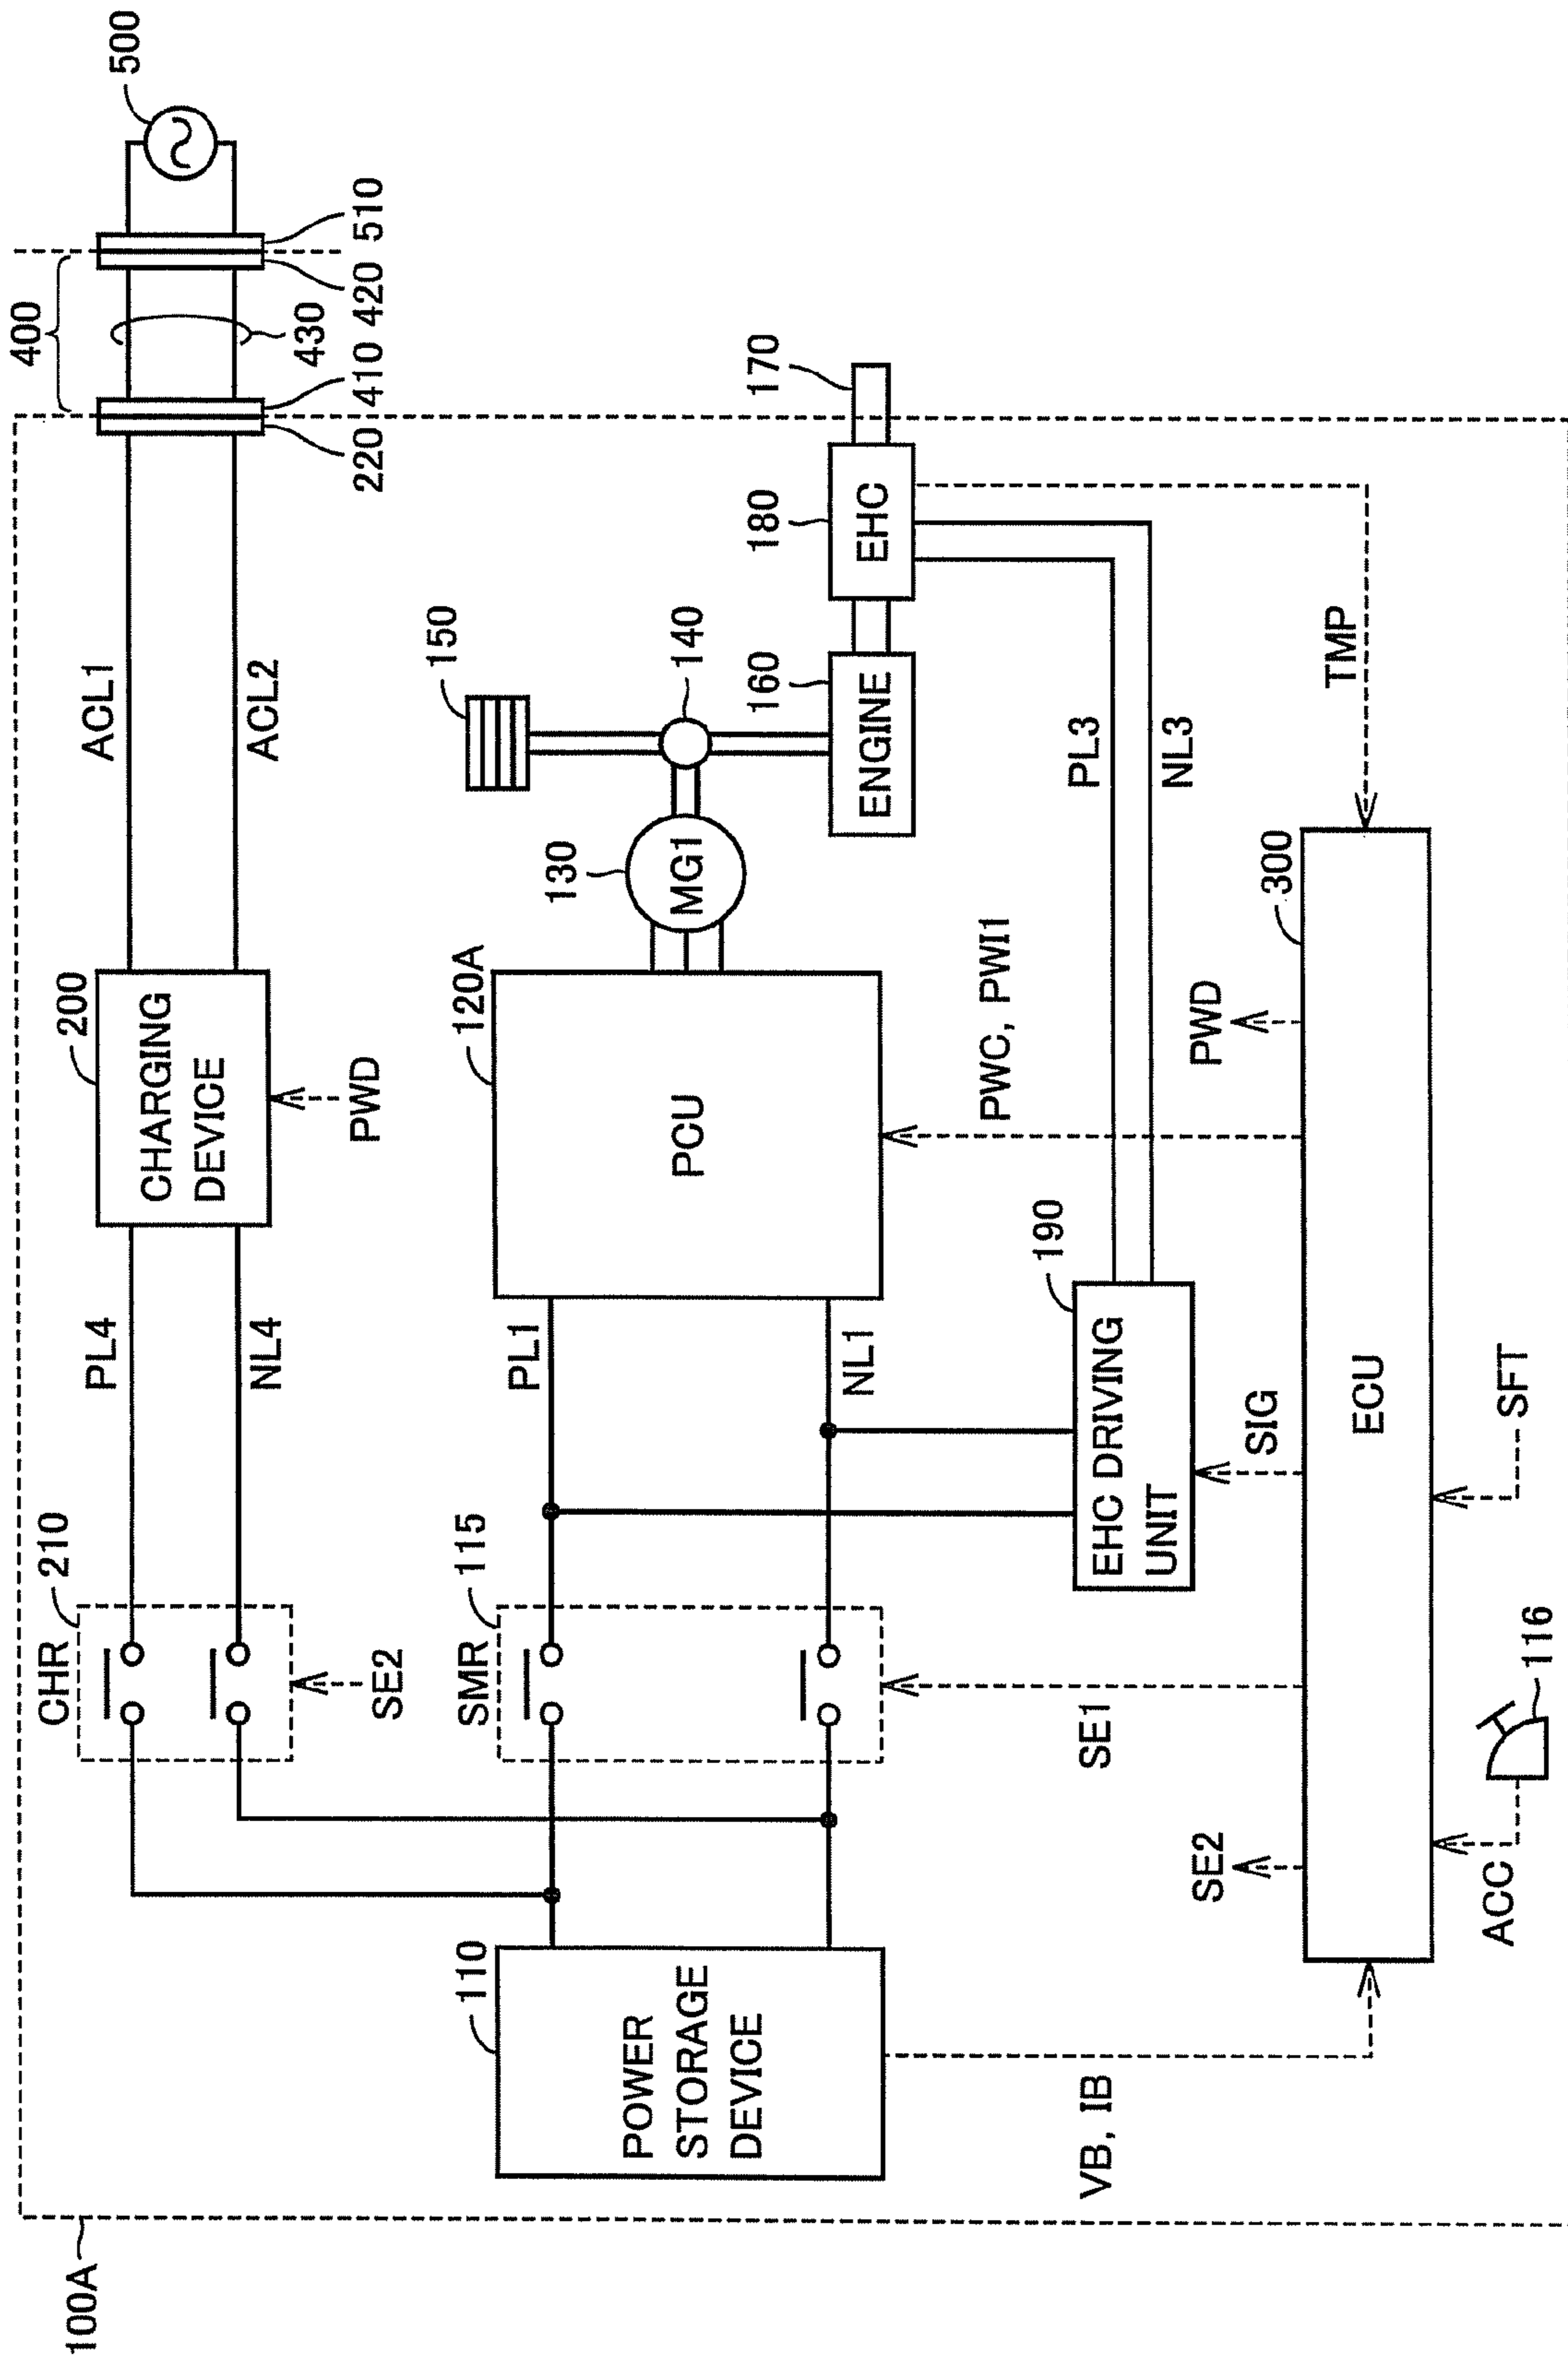 100A
CHR
210
PL4
NL4
SE2
200
CHARGING
DEVICE
PWD
ACL1
ACL2
220
410
400
430
420
510
500
110
POWER
STORAGE
DEVICE
SMR
115
PL1
NL1
120A
PCU
130
MG1
150
140
160
ENGINE
180
EHC
170
VB, IB
SE1
190
EHC DRIVING
UNIT
PWC, PWI1
PL3
NL3
TMP
SE2
SIG
PWD
300
ECU
ACC
116
SFT